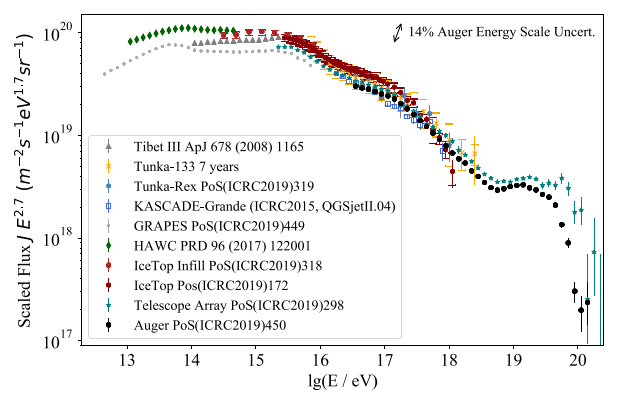 14% Auger Energy Scale Uncert.
10^20
10^19
10^18
10^17
Scaled Flux J E^2.7 (m^-2 s^-1 eV^1.7 sr^-1)
Tibet III ApJ 678 (2008) 1165
Tunka-133 7 years
Tunka-Rex PoS(ICRC2019)319
KASCADE-Grande (ICRC2015, QGSjetII.04)
GRAPES PoS(ICRC2019)449
HAWC PRD 96 (2017) 122001
IceTop Infill PoS(ICRC2019)318
IceTop Pos(ICRC2019)172
Telescope Array PoS(ICRC2019)298
Auger PoS(ICRC2019)450
13 14 15 16 17 18 19 20
lg(E / eV)